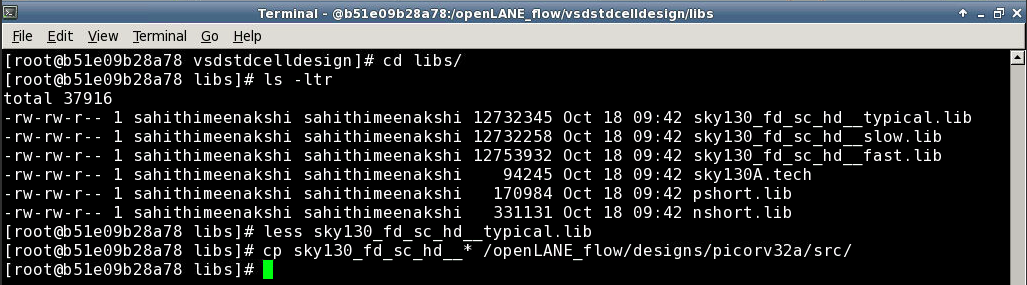 Terminal - @b51e09b28a78:/openLANE_flow/vsdstdcelldesign/libs
File Edit View Terminal Go Help
[root@b51e09b28a78 vsdstdcelldesign]# cd libs/
[root@b51e09b28a78 libs]# ls -ltr
total 37916
-rw-rw-r-- 1 sahithimeenakshi sahithimeenakshi 12732345 Oct 18 09:42 sky130_fd_sc_hd__typical.lib
-rw-rw-r-- 1 sahithimeenakshi sahithimeenakshi 12732258 Oct 18 09:42 sky130_fd_sc_hd__slow.lib
-rw-rw-r-- 1 sahithimeenakshi sahithimeenakshi 12753932 Oct 18 09:42 sky130_fd_sc_hd__fast.lib
-rw-rw-r-- 1 sahithimeenakshi sahithimeenakshi    94245 Oct 18 09:42 sky130A.tech
-rw-rw-r-- 1 sahithimeenakshi sahithimeenakshi   170984 Oct 18 09:42 pshort.lib
-rw-rw-r-- 1 sahithimeenakshi sahithimeenakshi   331131 Oct 18 09:42 nshort.lib
[root@b51e09b28a78 libs]# less sky130_fd_sc_hd__typical.lib
[root@b51e09b28a78 libs]# cp sky130_fd_sc_hd__* /openLANE_flow/designs/picorv32a/src/
[root@b51e09b28a78 libs]#